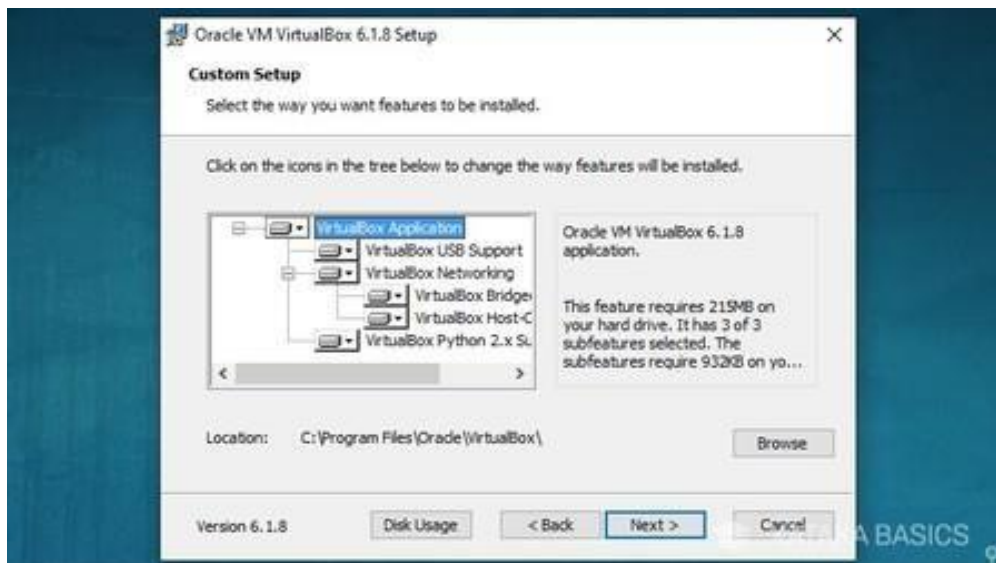 Oracle VM VirtualBox 6.1.8 Setup
Custom Setup
Select the way you want features to be installed.
Click on the icons in the tree below to change the way features will be installed.
VirtualBox Application
VirtualBox USB Support
VirtualBox Networking
VirtualBox Bridge
VirtualBox Host-C
VirtualBox Python 2.x Su
Oracle VM VirtualBox 6.1.8
application.
This feature requires 215MB on
your hard drive. It has 3 of 3
subfeatures selected. The
subfeatures require 932KB on yo...
Location: C:\Program Files\Oracle\VirtualBox\
Browse
Version 6.1.8
Disk Usage
< Back
Next >
Cancel
BASICS